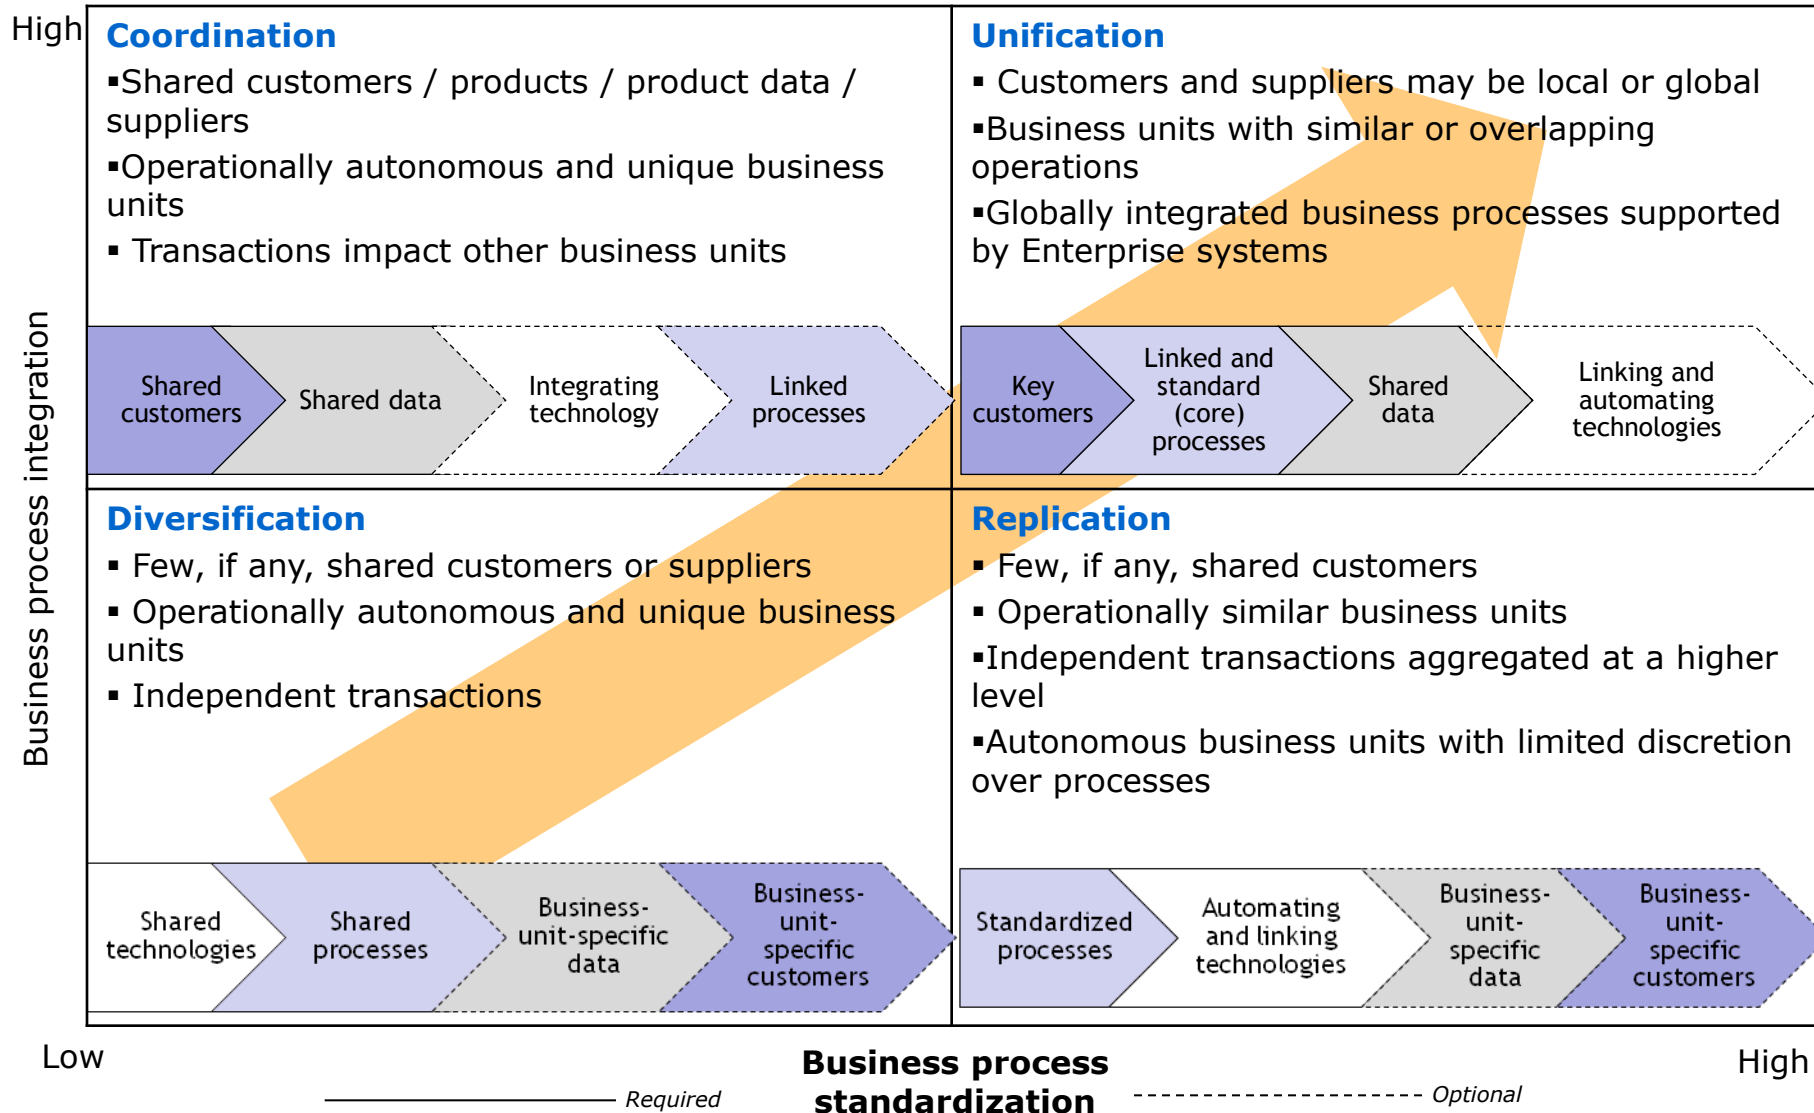 High
Coordination
▪Shared customers / products / product data /
suppliers
▪Operationally autonomous and unique business
units
▪ Transactions impact other business units
Shared
customers
Shared data
Integrating
technology
Linked
processes
Unification
▪ Customers and suppliers may be local or global
▪Business units with similar or overlapping
operations
▪Globally integrated business processes supported
by Enterprise systems
Key
customers
Linked and
standard
(core)
processes
Shared
data
Linking and
automating
technologies
Business process integration
Diversification
▪ Few, if any, shared customers or suppliers
▪ Operationally autonomous and unique business
units
▪ Independent transactions
Shared
technologies
Shared
processes
Business-
unit-specific
data
Business-
unit-
specific
customers
Replication
▪ Few, if any, shared customers
▪ Operationally similar business units
▪Independent transactions aggregated at a higher
level
▪Autonomous business units with limited discretion
over processes
Standardized
processes
Automating
and linking
technologies
Business-
unit-
specific
data
Business-
unit-
specific
customers
Low
Business process
standardization
High
Required
Optional